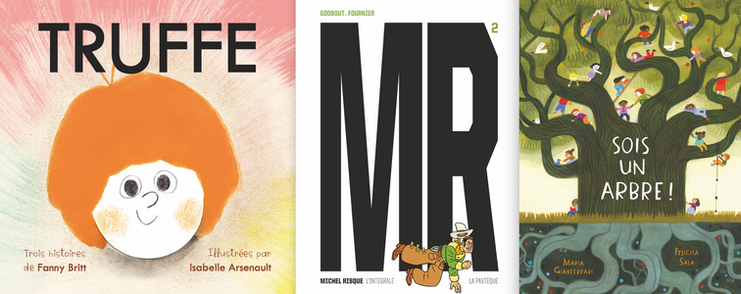 TRUFFE
Trois histoires
de Fanny Britt
Illustrées par
Isabelle Arsenault
GODBOUT. FOURNIER
2
MR
MICHEL RISQUE L'INTÉGRALE
LA PASTÈQUE
SOIS
UN
ARBRE!
MARIA
GIANFERRARI
FELICITA
SALA